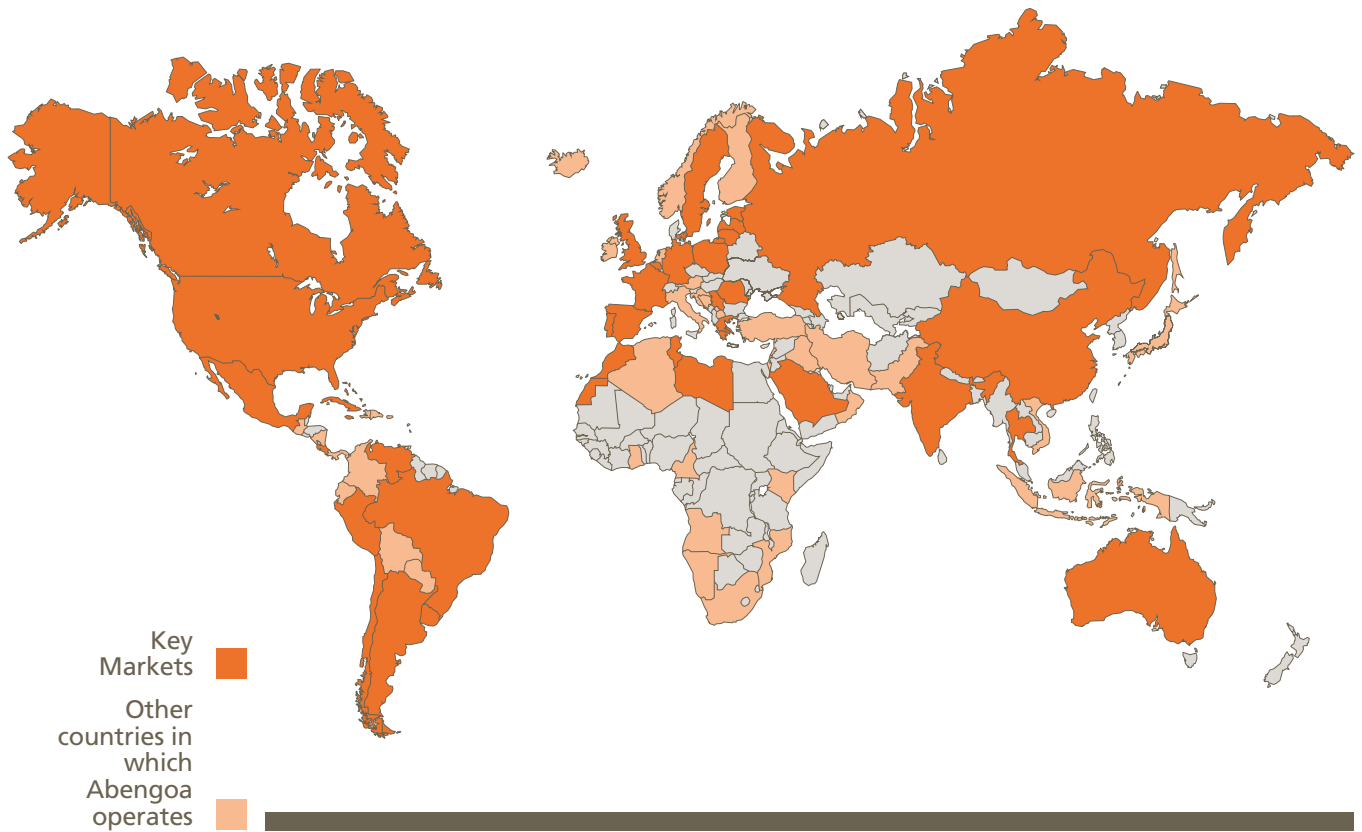 Key
Markets
Other
countries in
which
Abengoa
operates